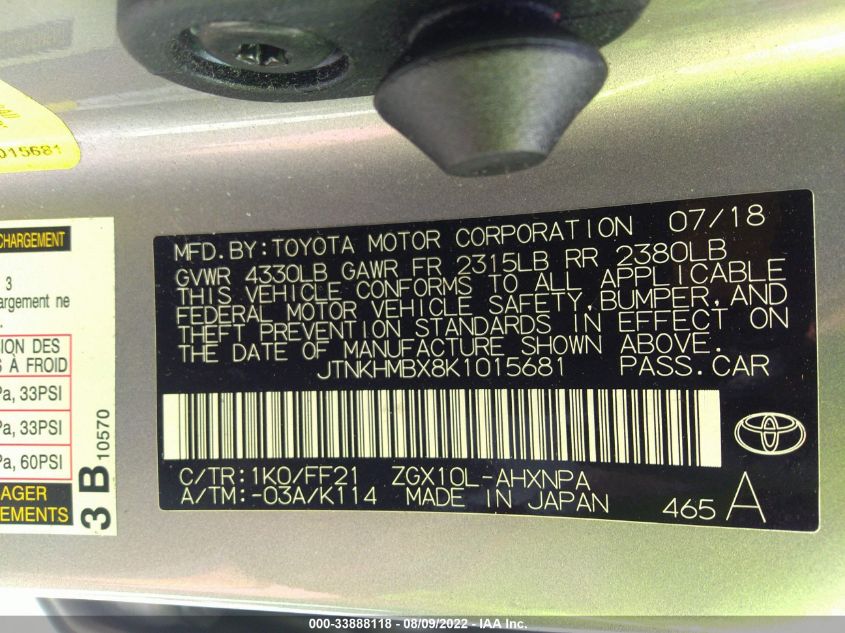 015681
CHARGEMENT
3
argement ne
SION DES
S À FROID
Pa, 33PSI
Pa, 33PSI
Pa, 60PSI
AGER
EMENTS
3 B 10570
MFD.BY:TOYOTA MOTOR CORPORATION 07/18
GVWR 4330LB GAWR FR 2315LB RR 2380LB
THIS VEHICLE CONFORMS TO ALL APPLICABLE
FEDERAL MOTOR VEHICLE SAFETY,BUMPER,AND
THEFT PREVENTION STANDARDS IN EFFECT ON
THE DATE OF MANUFACTURE SHOWN ABOVE.
JTNKHMBX8K1015681 PASS.CAR
C/TR:1K0/FF21 ZGX10L-AHXNPA
A/TM:-03A/K114 MADE IN JAPAN
465 A
000-33888118 - 08/09/2022 - IAA Inc.